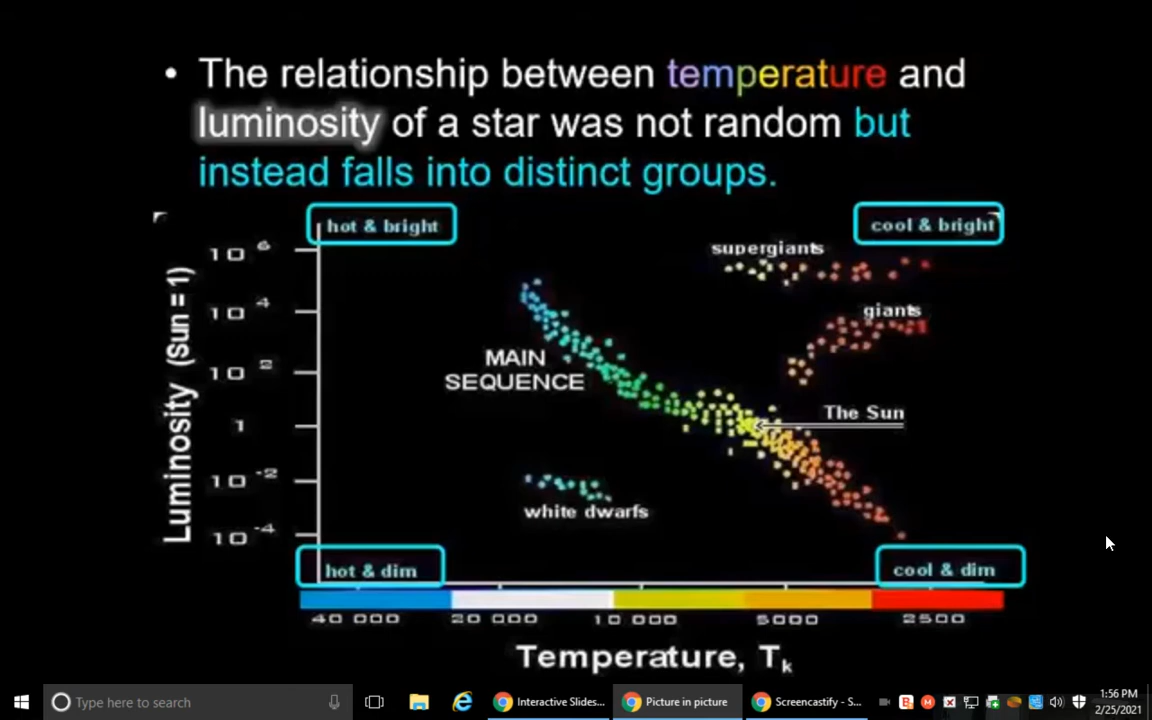 • The relationship between temperature and
luminosity of a star was not random but
instead falls into distinct groups.
hot & bright
cool & bright
supergiants
10 6
giants
10 4
MAIN
SEQUENCE
10 2
The Sun
1
10 -2
white dwarfs
10 -4
Luminosity (Sun = 1)
hot & dim
cool & dim
40 000 20 000 10 000 5000 2500
Temperature, Tk
Type here to search
Interactive Slides...
Picture in picture
Screencastify - S...
1:56 PM
2/25/2021